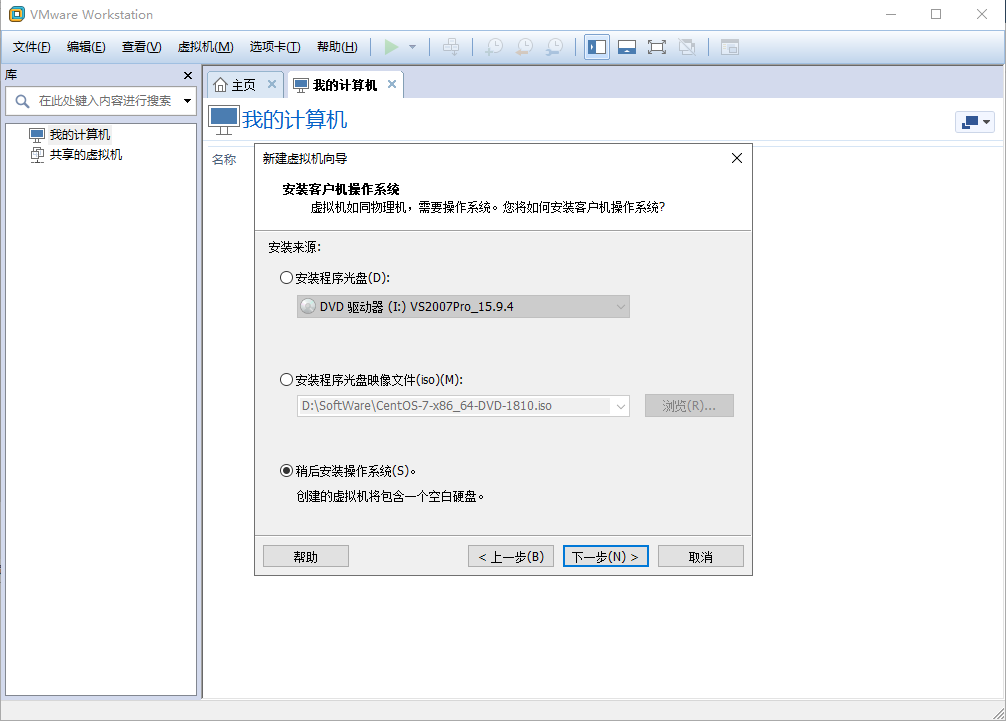 VMware Workstation
文件(F) 编辑(E) 查看(V) 虚拟机(M) 选项卡(T) 帮助(H)
库
在此处键入内容进行搜索
我的计算机
共享的虚拟机
主页 我的计算机
我的计算机
名称
新建虚拟机向导
安装客户机操作系统
虚拟机如同物理机，需要操作系统。您将如何安装客户机操作系统?
安装来源:
安装程序光盘(D):
DVD 驱动器 (I:) VS2007Pro_15.9.4
安装程序光盘映像文件(iso)(M):
D:\SoftWare\CentOS-7-x86_64-DVD-1810.iso
浏览(R)...
稍后安装操作系统(S)。
创建的虚拟机将包含一个空白硬盘。
帮助 < 上一步(B) 下一步(N) > 取消